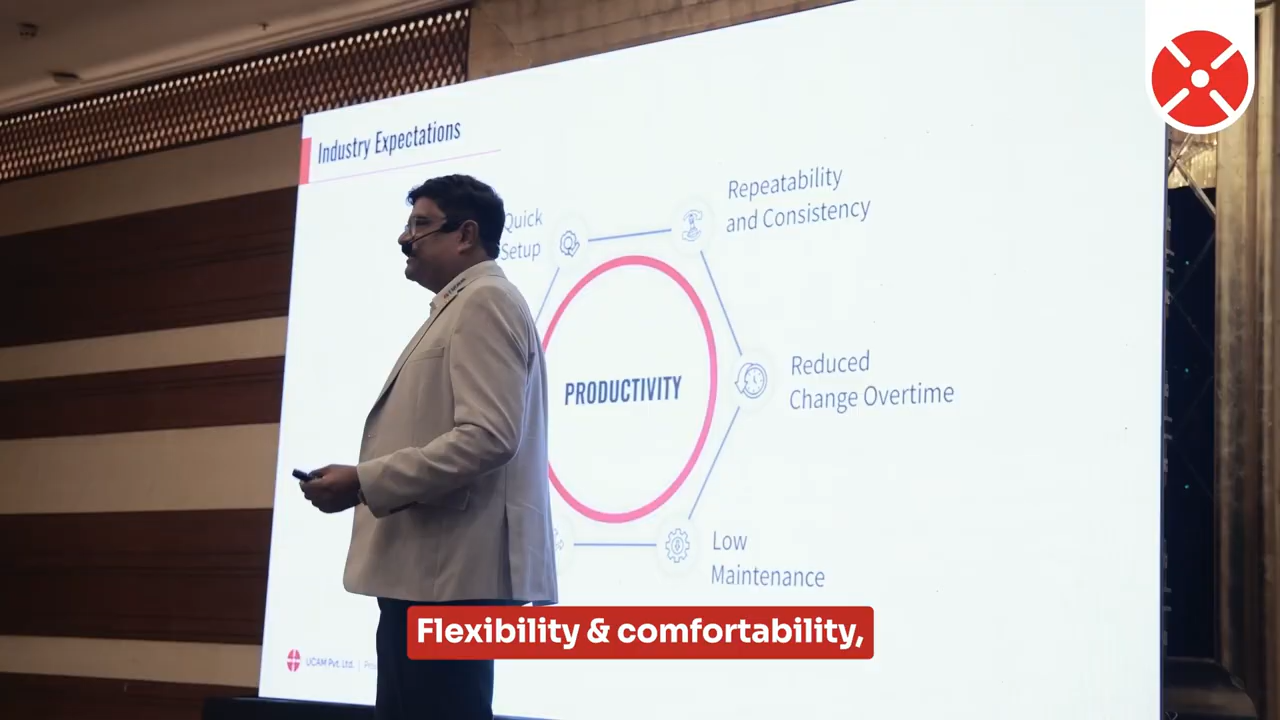 Industry Expectations
Quick
Setup
Repeatability
and Consistency
PRODUCTIVITY
Reduced
Change Overtime
Low
Maintenance
Flexibility & comfortability,
UCAM Pvt. Ltd. |